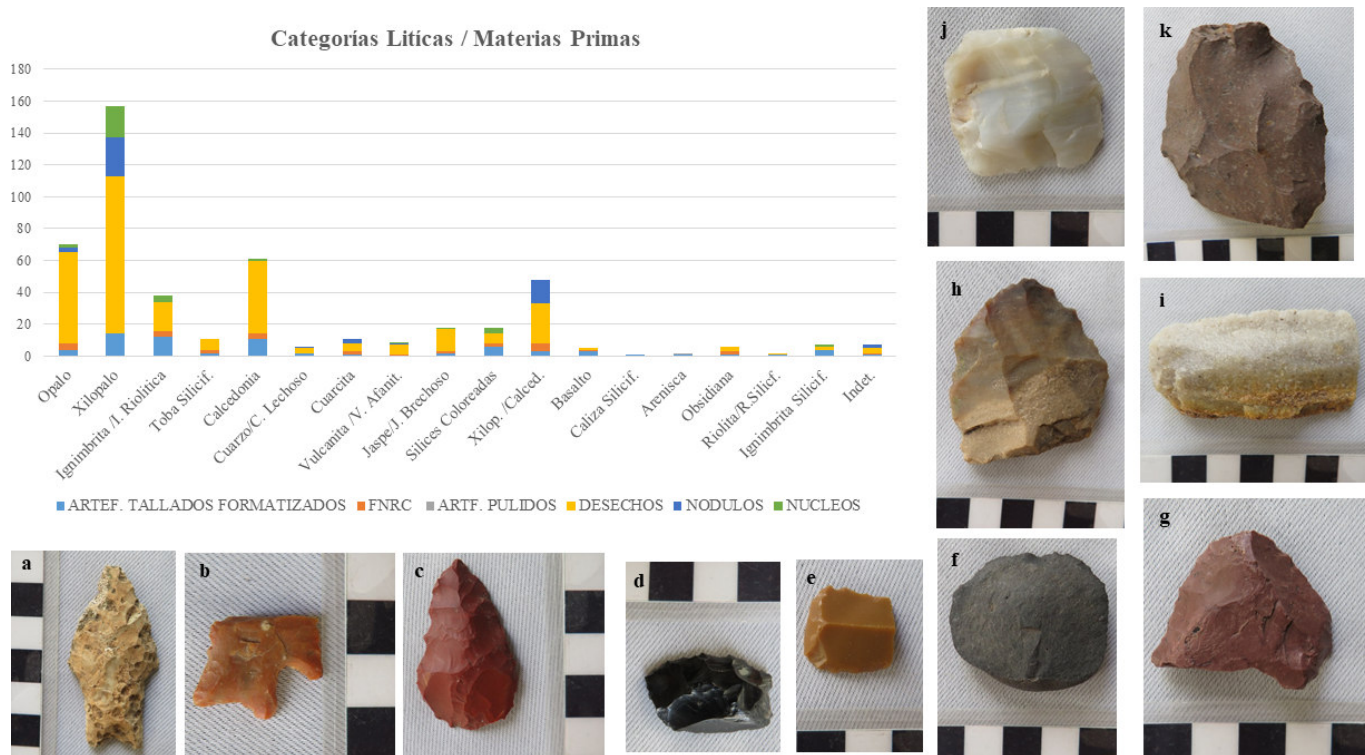 Categorías Líticas / Materias Primas
180
160
140
120
100
80
60
40
20
0
Opalo
Xilopalo
Ignimbrita /I. Riolitica
Toba Silicif.
Calcedonia
Cuarzo/C. Lechoso
Cuarcita
Vulcanita /V. Afanit.
Jaspe/J. Brechoso
Silices Coloreadas
Xilop. /Calced.
Basalto
Caliza Silicif.
Arenisca
Obsidiana
Riolita/R.Silicf.
Ignimbrita Silicif.
Indet.
ARTEF. TALLADOS FORMATIZADOS
FNRC
ARTF. PULIDOS
DESECHOS
NODULOS
NUCLEOS
j
k
h
i
a
b
c
d
e
f
g